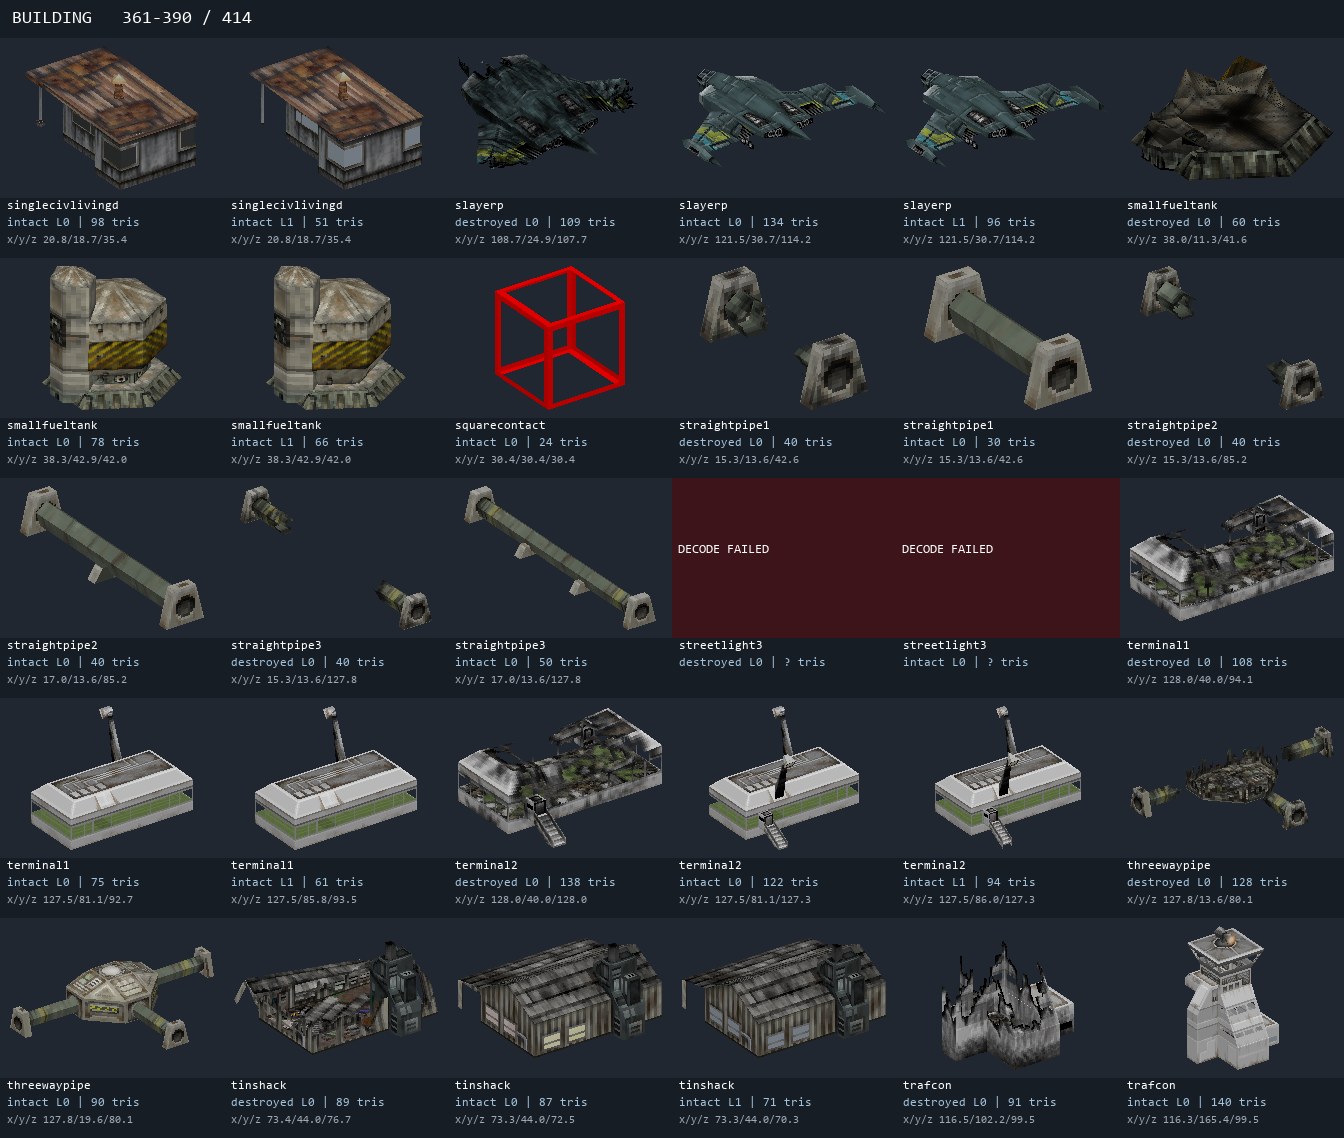 BUILDING 361-390 / 414
singlecivlivingd singlecivlivingd slayerp slayerp slayerp smallfueltank
intact L0 | 98 tris intact L1 | 51 tris destroyed L0 | 109 tris intact L0 | 134 tris intact L1 | 96 tris destroyed L0 | 60 tris
x/y/z 20.8/18.7/35.4 x/y/z 20.8/18.7/35.4 x/y/z 108.7/24.9/107.7 x/y/z 121.5/30.7/114.2 x/y/z 121.5/30.7/114.2 x/y/z 38.0/11.3/41.6
smallfueltank smallfueltank squarecontact straightpipe1 straightpipe1 straightpipe2
intact L0 | 78 tris intact L1 | 66 tris intact L0 | 24 tris destroyed L0 | 40 tris intact L0 | 30 tris destroyed L0 | 40 tris
x/y/z 38.3/42.9/42.0 x/y/z 38.3/42.9/42.0 x/y/z 30.4/30.4/30.4 x/y/z 15.3/13.6/42.6 x/y/z 15.3/13.6/42.6 x/y/z 15.3/13.6/85.2
DECODE FAILED DECODE FAILED
straightpipe2 straightpipe3 straightpipe3 streetlight3 streetlight3 terminal1
intact L0 | 40 tris destroyed L0 | 40 tris intact L0 | 50 tris destroyed L0 | ? tris intact L0 | ? tris destroyed L0 | 108 tris
x/y/z 17.0/13.6/85.2 x/y/z 15.3/13.6/127.8 x/y/z 17.0/13.6/127.8 x/y/z 128.0/40.0/94.1
terminal1 terminal1 terminal2 terminal2 terminal2 threewaypipe
intact L0 | 75 tris intact L1 | 61 tris destroyed L0 | 138 tris intact L0 | 122 tris intact L1 | 94 tris destroyed L0 | 128 tris
x/y/z 127.5/81.1/92.7 x/y/z 127.5/85.8/93.5 x/y/z 128.0/40.0/128.0 x/y/z 127.5/81.1/127.3 x/y/z 127.5/86.0/127.3 x/y/z 127.8/13.6/80.1
threewaypipe tinshack tinshack tinshack trafcon trafcon
intact L0 | 90 tris destroyed L0 | 89 tris intact L0 | 87 tris intact L1 | 71 tris destroyed L0 | 91 tris intact L0 | 140 tris
x/y/z 127.8/19.6/80.1 x/y/z 73.4/44.0/76.7 x/y/z 73.3/44.0/72.5 x/y/z 73.3/44.0/70.3 x/y/z 116.5/102.2/99.5 x/y/z 116.3/165.4/99.5